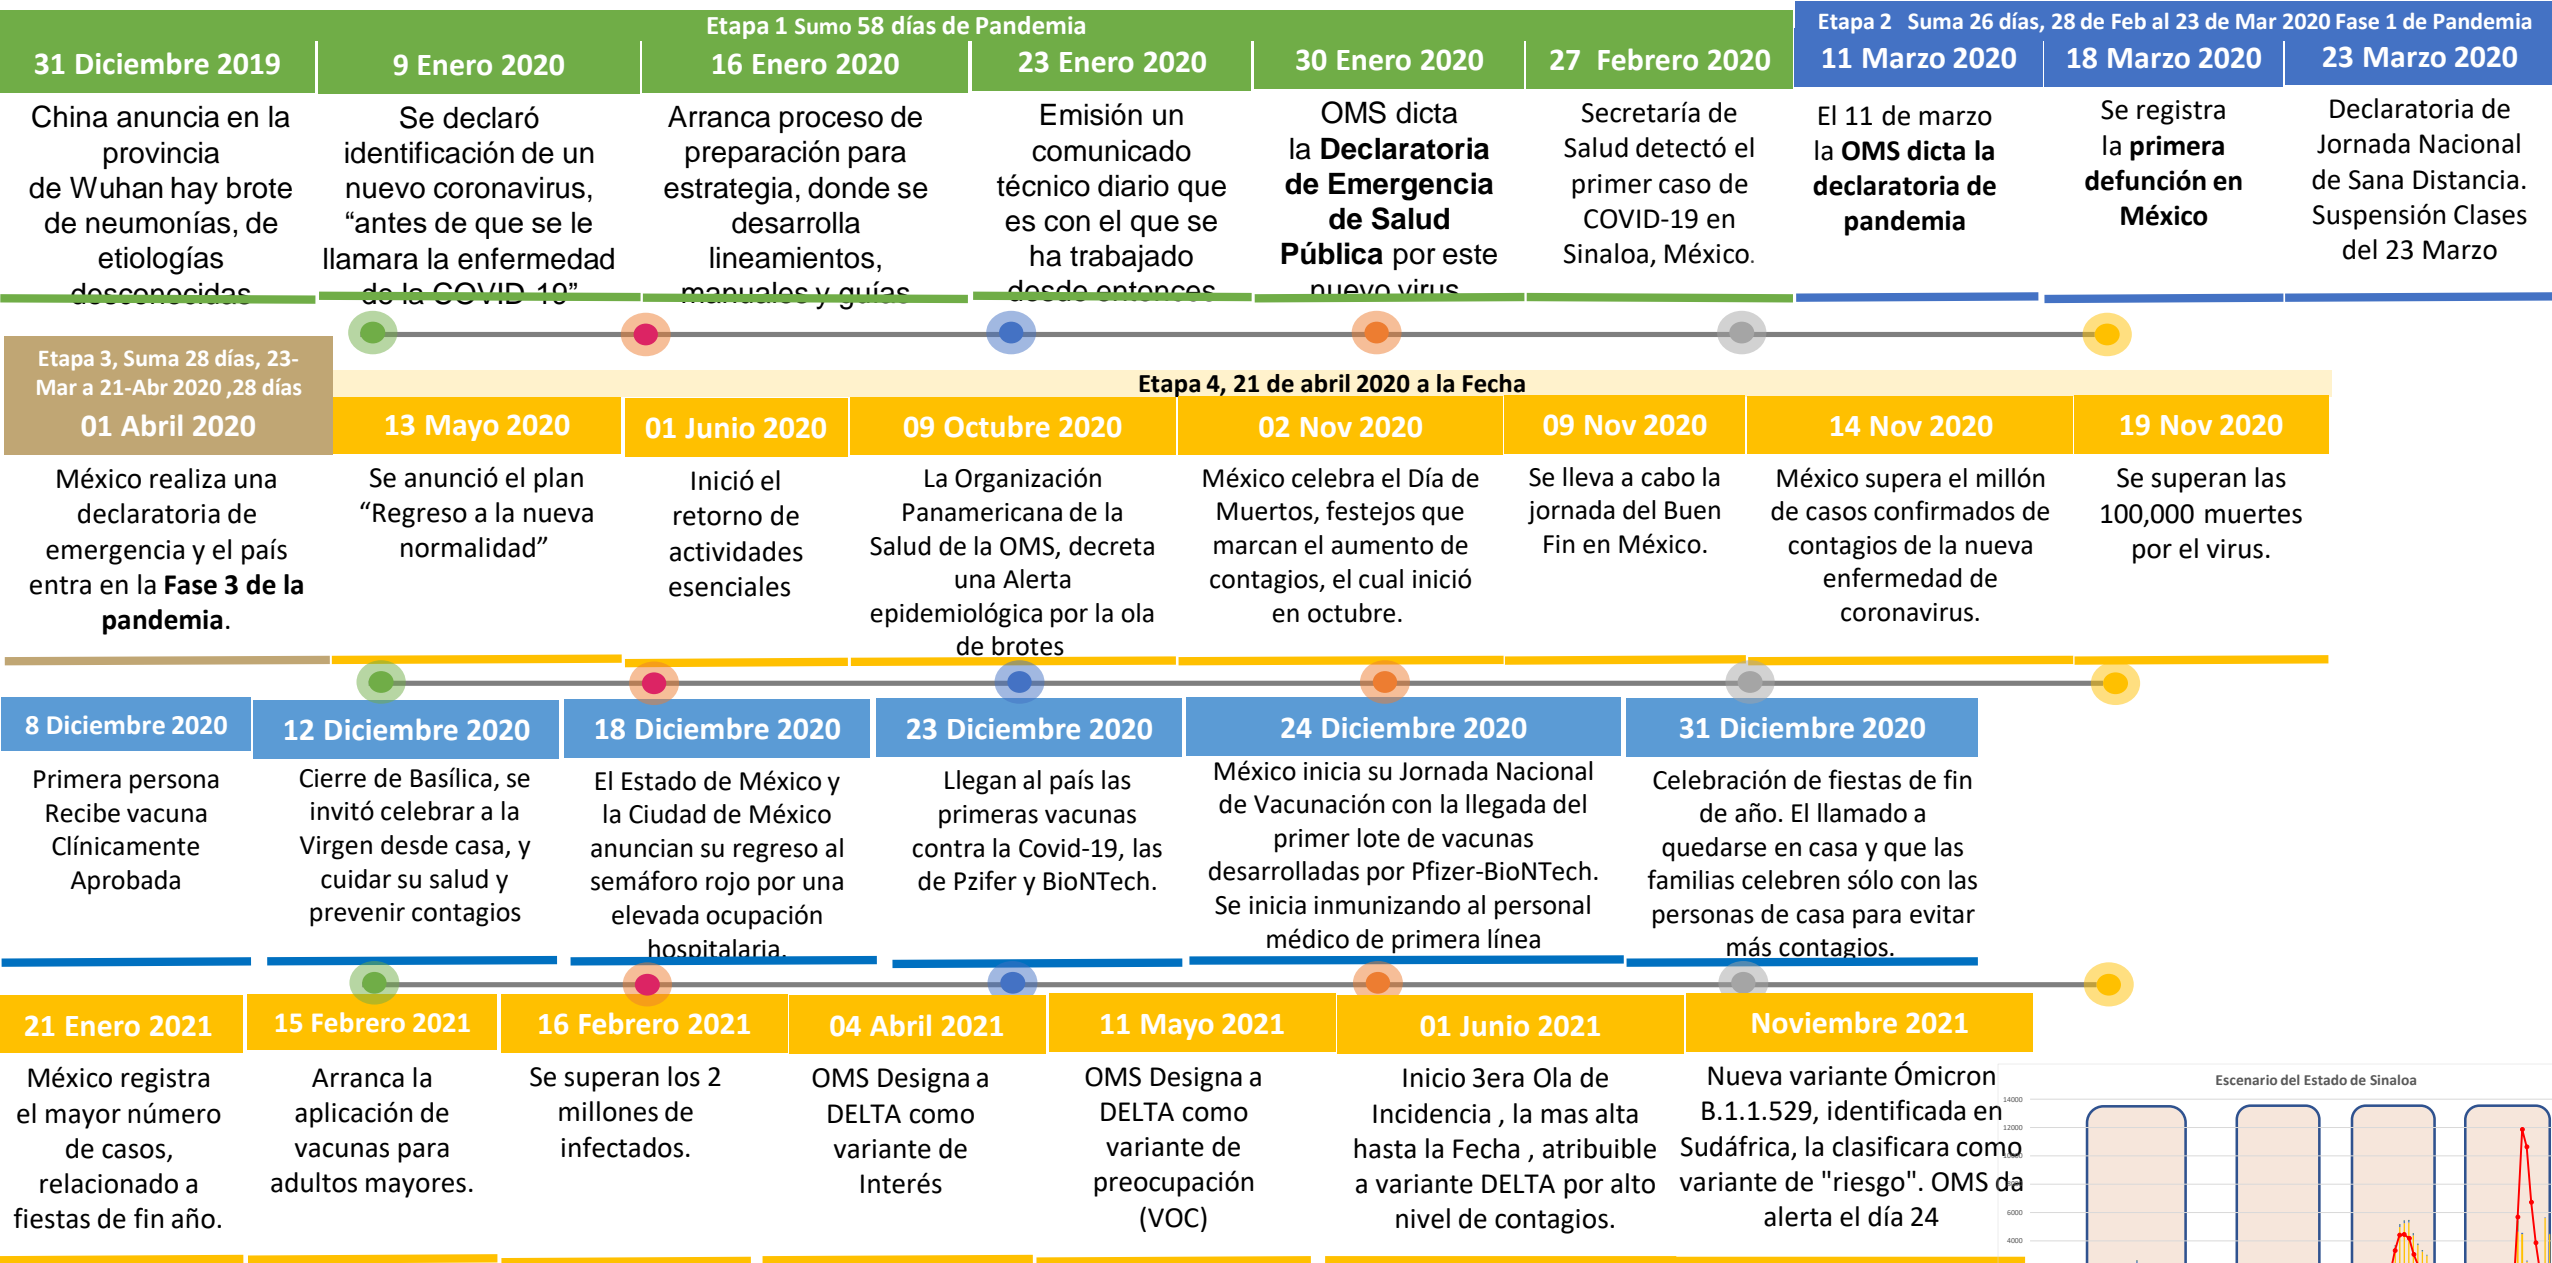 Etapa 1 Sumo 58 días de Pandemia
Etapa 2   Suma 26 días, 28 de Feb al 23 de Mar 2020 Fase 1 de Pandemia
31 Diciembre 2019
China anuncia en la
provincia
de Wuhan hay brote
de neumonías, de
etiologías
desconocidas
9 Enero 2020
Se declaró
identificación de un
nuevo coronavirus,
“antes de que se le
llamara la enfermedad
de la COVID-19”
16 Enero 2020
Arranca proceso de
preparación para
estrategia, donde se
desarrolla
lineamientos,
manuales y guías
23 Enero 2020
Emisión un
comunicado
técnico diario que
es con el que se
ha trabajado
desde entonces
30 Enero 2020
OMS dicta
la Declaratoria
de Emergencia
de Salud
Pública por este
nuevo virus
27  Febrero 2020
Secretaría de
Salud detectó el
primer caso de
COVID-19 en
Sinaloa, México.
11 Marzo 2020
El 11 de marzo
la OMS dicta la
declaratoria de
pandemia
18 Marzo 2020
Se registra
la primera
defunción en
México
23 Marzo 2020
Declaratoria de
Jornada Nacional
de Sana Distancia.
Suspensión Clases
del 23 Marzo
Etapa 3, Suma 28 días, 23-
Mar a 21-Abr 2020 ,28 días
01 Abril 2020
México realiza una
declaratoria de
emergencia y el país
entra en la Fase 3 de la
pandemia.
Etapa 4, 21 de abril 2020 a la Fecha
13 Mayo 2020
Se anunció el plan
“Regreso a la nueva
normalidad”
01 Junio 2020
Inició el
retorno de
actividades
esenciales
09 Octubre 2020
La Organización
Panamericana de la
Salud de la OMS, decreta
una Alerta
epidemiológica por la ola
de brotes
02 Nov 2020
México celebra el Día de
Muertos, festejos que
marcan el aumento de
contagios, el cual inició
en octubre.
09 Nov 2020
Se lleva a cabo la
jornada del Buen
Fin en México.
14 Nov 2020
México supera el millón
de casos confirmados de
contagios de la nueva
enfermedad de
coronavirus.
19 Nov 2020
Se superan las
100,000 muertes
por el virus.
8 Diciembre 2020
Primera persona
Recibe vacuna
Clínicamente
Aprobada
12 Diciembre 2020
Cierre de Basílica, se
invitó celebrar a la
Virgen desde casa, y
cuidar su salud y
prevenir contagios
18 Diciembre 2020
El Estado de México y
la Ciudad de México
anuncian su regreso al
semáforo rojo por una
elevada ocupación
hospitalaria.
23 Diciembre 2020
Llegan al país las
primeras vacunas
contra la Covid-19, las
de Pzifer y BioNTech.
24 Diciembre 2020
México inicia su Jornada Nacional
de Vacunación con la llegada del
primer lote de vacunas
desarrolladas por Pfizer-BioNTech.
Se inicia inmunizando al personal
médico de primera línea
31 Diciembre 2020
Celebración de fiestas de fin
de año. El llamado a
quedarse en casa y que las
familias celebren sólo con las
personas de casa para evitar
más contagios.
21 Enero 2021
México registra
el mayor número
de casos,
relacionado a
fiestas de fin año.
15 Febrero 2021
Arranca la
aplicación de
vacunas para
adultos mayores.
16 Febrero 2021
Se superan los 2
millones de
infectados.
04 Abril 2021
OMS Designa a
DELTA como
variante de
Interés
11 Mayo 2021
OMS Designa a
DELTA como
variante de
preocupación
(VOC)
01 Junio 2021
Inicio 3era Ola de
Incidencia , la mas alta
hasta la Fecha , atribuible
a variante DELTA por alto
nivel de contagios.
Noviembre 2021
Nueva variante Ómicron
B.1.1.529, identificada en
Sudáfrica, la clasificara como
variante de "riesgo". OMS da
alerta el día 24
Escenario del Estado de Sinaloa
14000
12000
10000
6000
4000